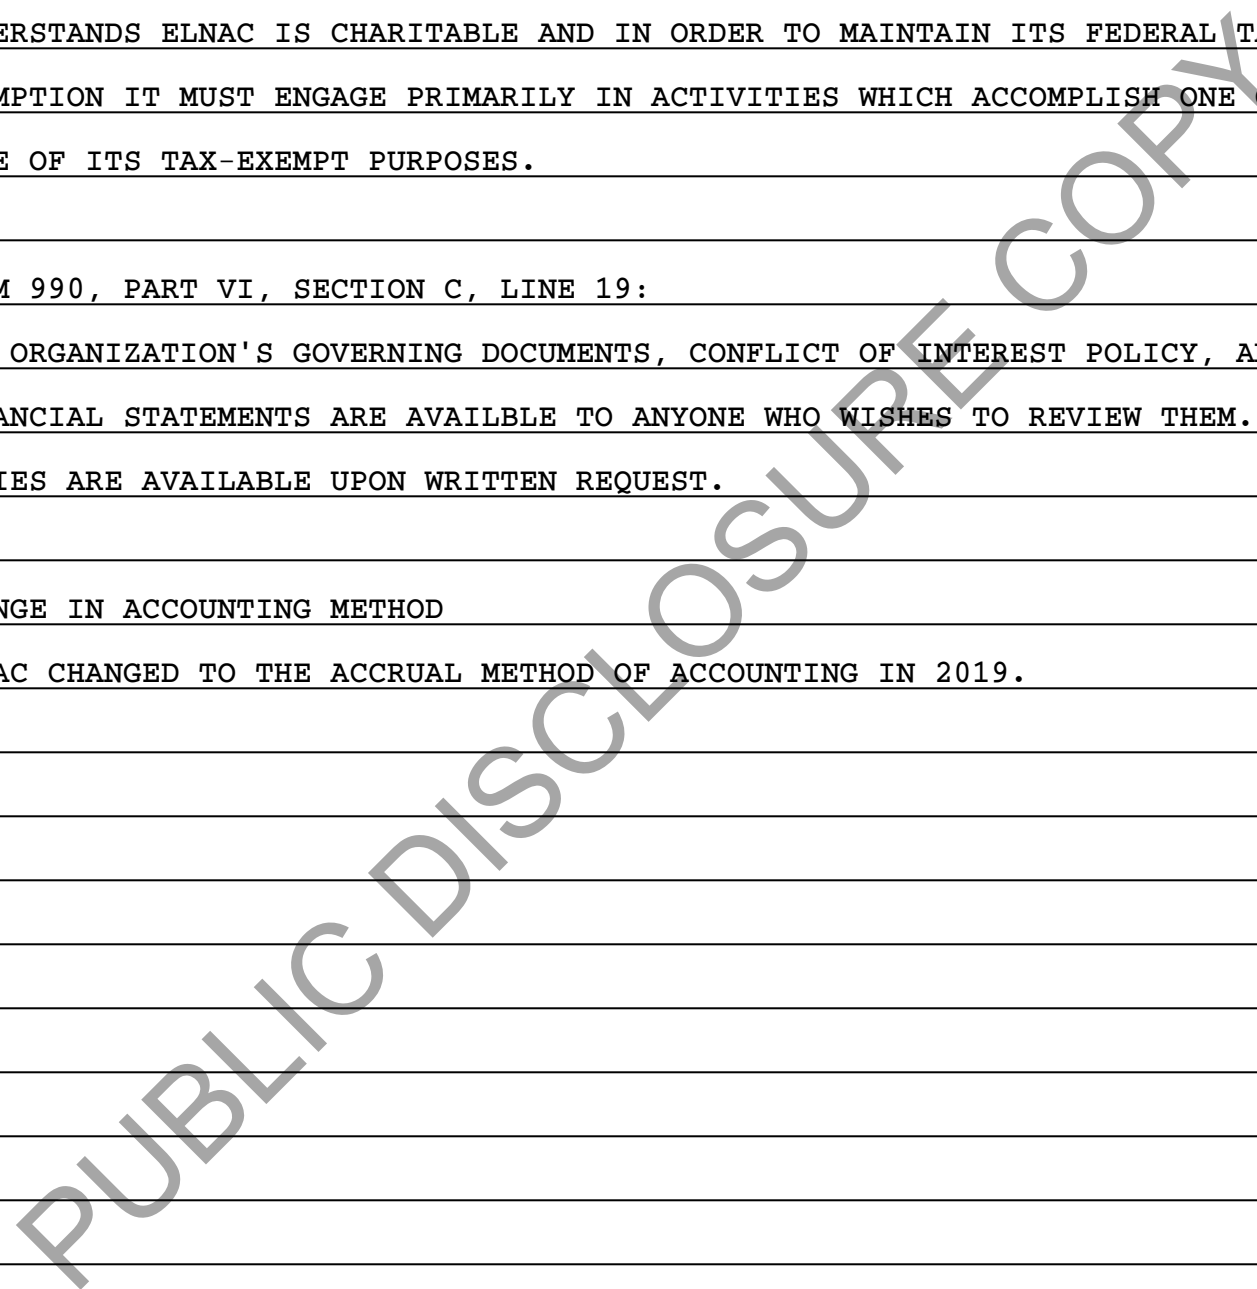 ERSTANDS ELNAC IS CHARITABLE AND IN ORDER TO MAINTAIN ITS FEDERAL TA
MPTION IT MUST ENGAGE PRIMARILY IN ACTIVITIES WHICH ACCOMPLISH ONE
E OF ITS TAX-EXEMPT PURPOSES.
M 990, PART VI, SECTION C, LINE 19:
ORGANIZATION'S GOVERNING DOCUMENTS, CONFLICT OF INTEREST POLICY, A
ANCIAL STATEMENTS ARE AVAILBLE TO ANYONE WHO WISHES TO REVIEW THEM.
IES ARE AVAILABLE UPON WRITTEN REQUEST.
NGE IN ACCOUNTING METHOD
AC CHANGED TO THE ACCRUAL METHOD OF ACCOUNTING IN 2019.
PUBLIC DISCLOSURE COPY